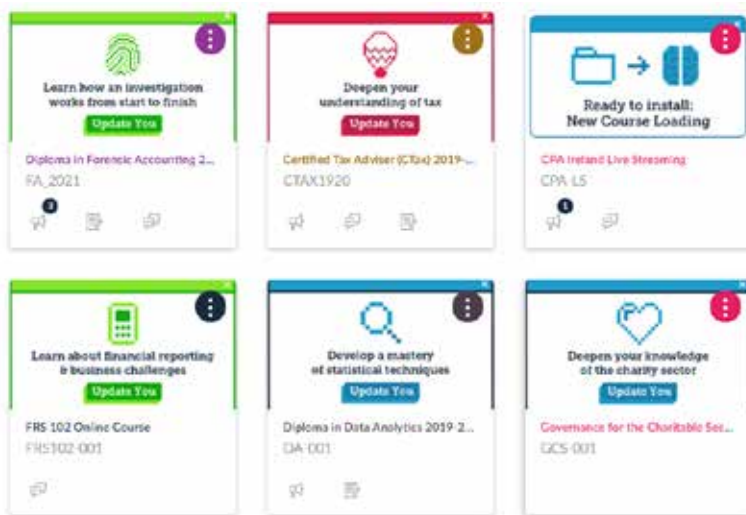 Learn how an investigation
works from start to finish
Update You
Diploma in Forensic Accounting 2...
FA_2021
3
Deepen your
understanding of tax
Update You
Certified Tax Adviser (CTax) 2019-...
CTAX1920
Ready to install:
New Course Loading
CPA Ireland Live Streaming
CPA-LS
Learn about financial reporting
& business challenges
Update You
FRS 102 Online Course
FRS102-001
Develop a mastery
of statistical techniques
Update You
Diploma in Data Analytics 2019-2...
DA-001
Deepen your knowledge
of the charity sector
Update You
Governance for the Charitable Sec...
GCS-001